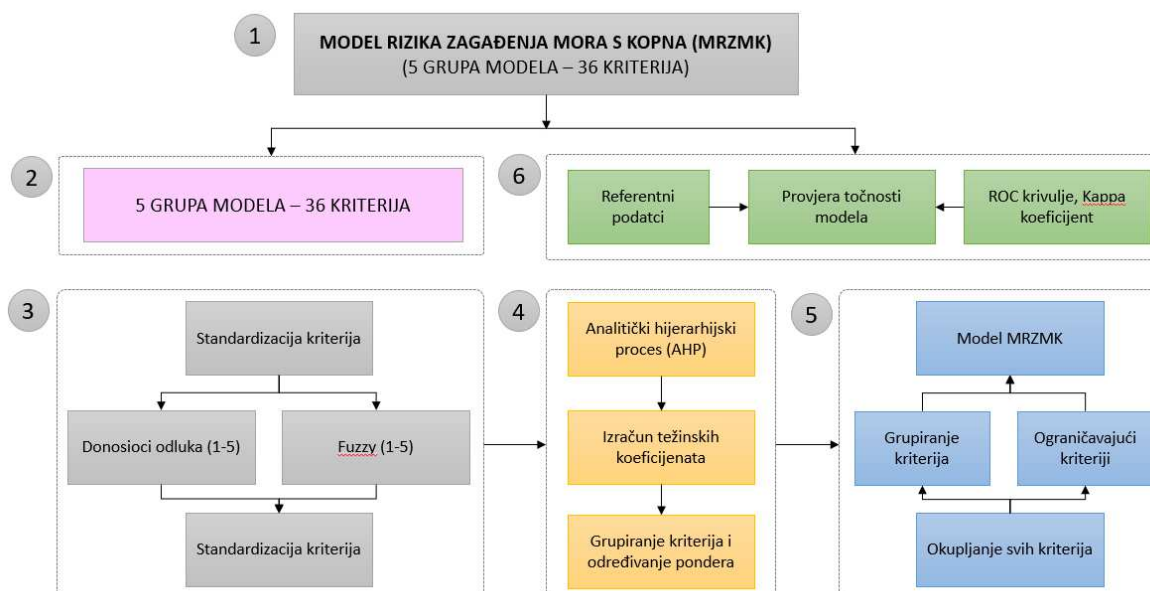 1
MODEL RIZIKA ZAGAĐENJA MORA S KOPNA (MRZMK)
(5 GRUPA MODELA – 36 KRITERIJA)
2
5 GRUPA MODELA – 36 KRITERIJA
6
Referentni
podatci
Provjera točnosti
modela
ROC krivulje, Kappa
koeficijent
3
Standardizacija kriterija
Donosioci odluka (1-5)
Fuzzy (1-5)
Standardizacija kriterija
4
Analitički hijerarhijski
proces (AHP)
Izračun težinskih
koeficijenata
Grupiranje kriterija i
određivanje pondera
5
Model MRZMK
Grupiranje
kriterija
Ograničavajući
kriteriji
Okupljanje svih kriterija